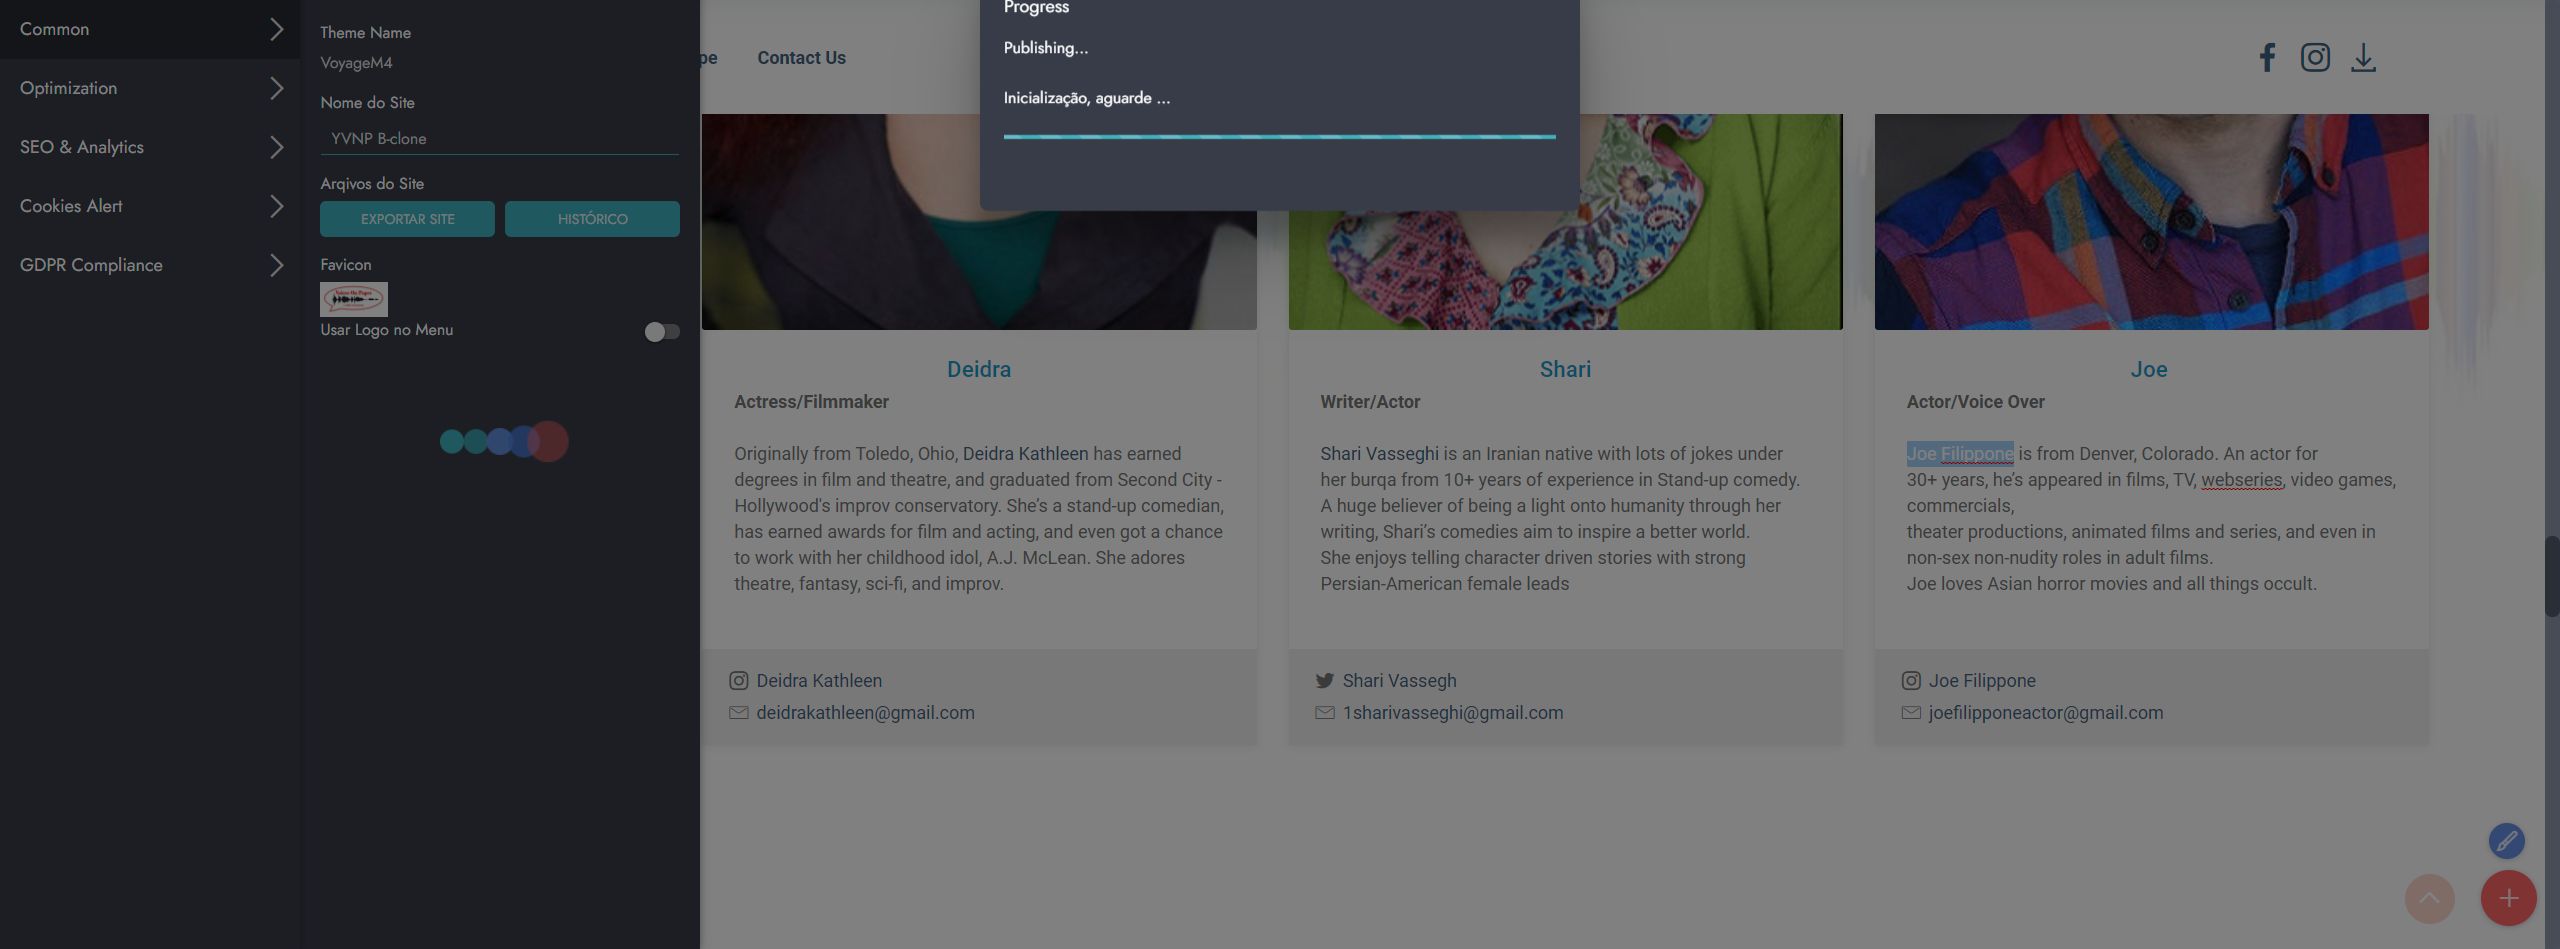 Common
Optimization
SEO & Analytics
Cookies Alert
GDPR Compliance
Theme Name
VoyageM4
Nome do Site
YVNP B-clone
Arqivos do Site
EXPORTAR SITE
HISTÓRICO
Favicon
Usar Logo no Menu
Progress
Publishing...
Inicialização, aguarde ...
pe
Contact Us
Deidra
Actress/Filmmaker
Originally from Toledo, Ohio, Deidra Kathleen has earned
degrees in film and theatre, and graduated from Second City -
Hollywood's improv conservatory. She’s a stand-up comedian,
has earned awards for film and acting, and even got a chance
to work with her childhood idol, A.J. McLean. She adores
theatre, fantasy, sci-fi, and improv.
Deidra Kathleen
deidrakathleen@gmail.com
Shari
Writer/Actor
Shari Vasseghi is an Iranian native with lots of jokes under
her burqa from 10+ years of experience in Stand-up comedy.
A huge believer of being a light onto humanity through her
writing, Shari’s comedies aim to inspire a better world.
She enjoys telling character driven stories with strong
Persian-American female leads
Shari Vassegh
1sharivasseghi@gmail.com
Joe
Actor/Voice Over
Joe Filippone is from Denver, Colorado. An actor for
30+ years, he’s appeared in films, TV, webseries, video games,
commercials,
theater productions, animated films and series, and even in
non-sex non-nudity roles in adult films.
Joe loves Asian horror movies and all things occult.
Joe Filippone
joefilipponeactor@gmail.com